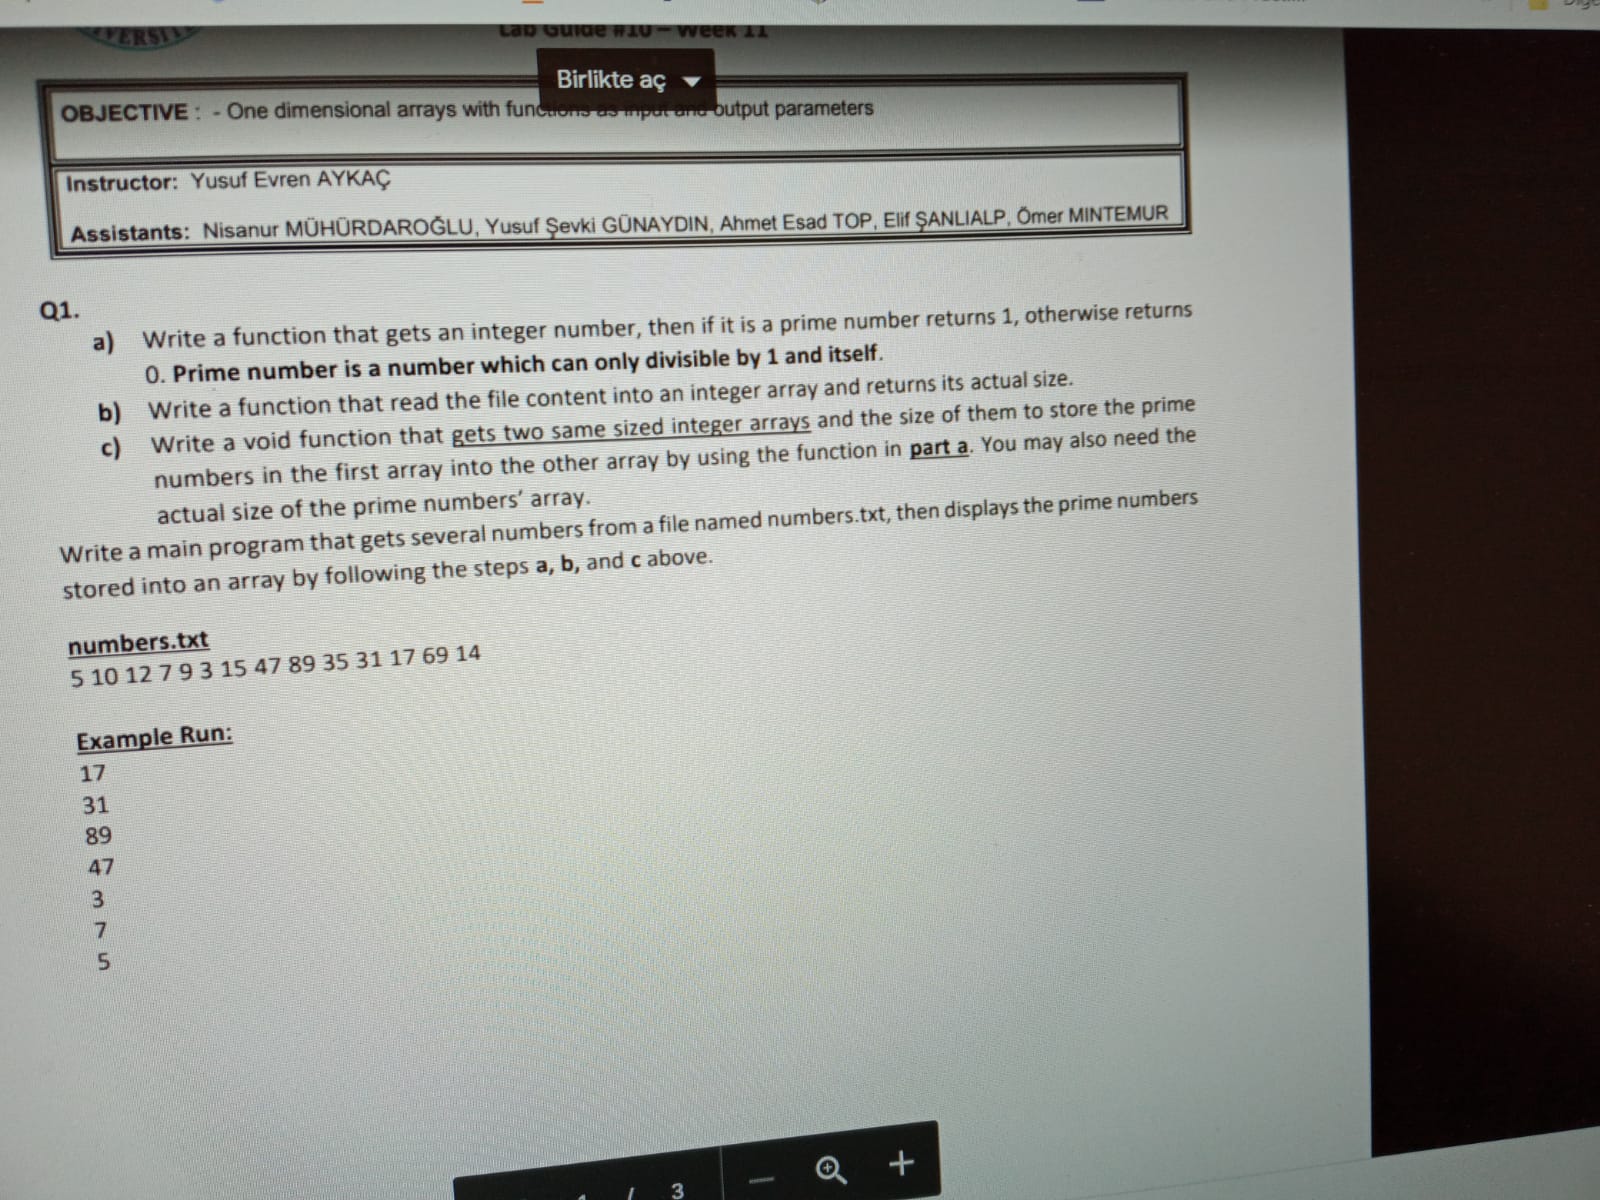 VERSIT
Lab Guide #10 – Week 11
Birlikte aç
OBJECTIVE : - One dimensional arrays with functions as input and output parameters
Instructor: Yusuf Evren AYKAÇ
Assistants: Nisanur MÜHÜRDAROĞLU, Yusuf Şevki GÜNAYDIN, Ahmet Esad TOP, Elif ŞANLIALP, Ömer MINTEMUR
Q1.
a) Write a function that gets an integer number, then if it is a prime number returns 1, otherwise returns
0. Prime number is a number which can only divisible by 1 and itself.
b) Write a function that read the file content into an integer array and returns its actual size.
c) Write a void function that gets two same sized integer arrays and the size of them to store the prime
numbers in the first array into the other array by using the function in part a. You may also need the
actual size of the prime numbers' array.
Write a main program that gets several numbers from a file named numbers.txt, then displays the prime numbers
stored into an array by following the steps a, b, and c above.
numbers.txt
5 10 12 7 9 3 15 47 89 35 31 17 69 14
Example Run:
17
31
89
47
3
7
5
/ 3 — +